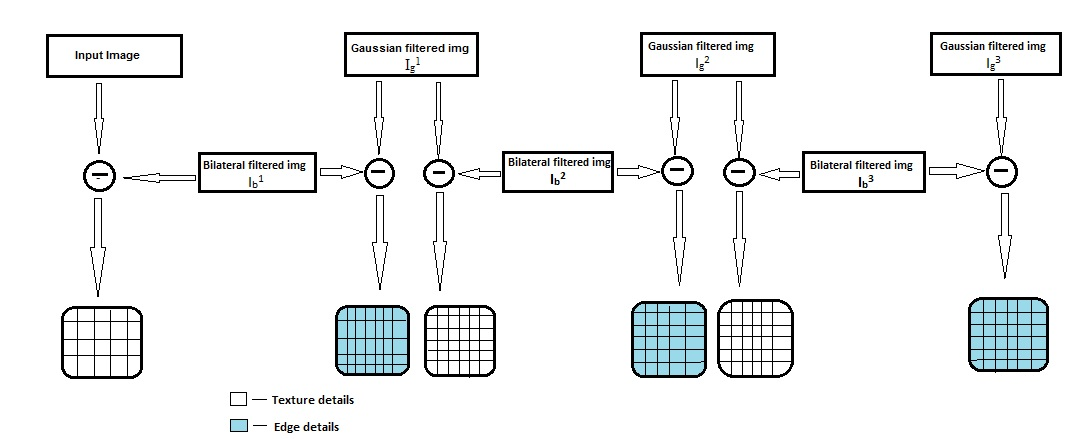 Input Image
Gaussian filtered img
Ig¹
Gaussian filtered img
Ig²
Gaussian filtered img
Ig³
Bilateral filtered img
Ib¹
Bilateral filtered img
Ib²
Bilateral filtered img
Ib³
Texture details
Edge details